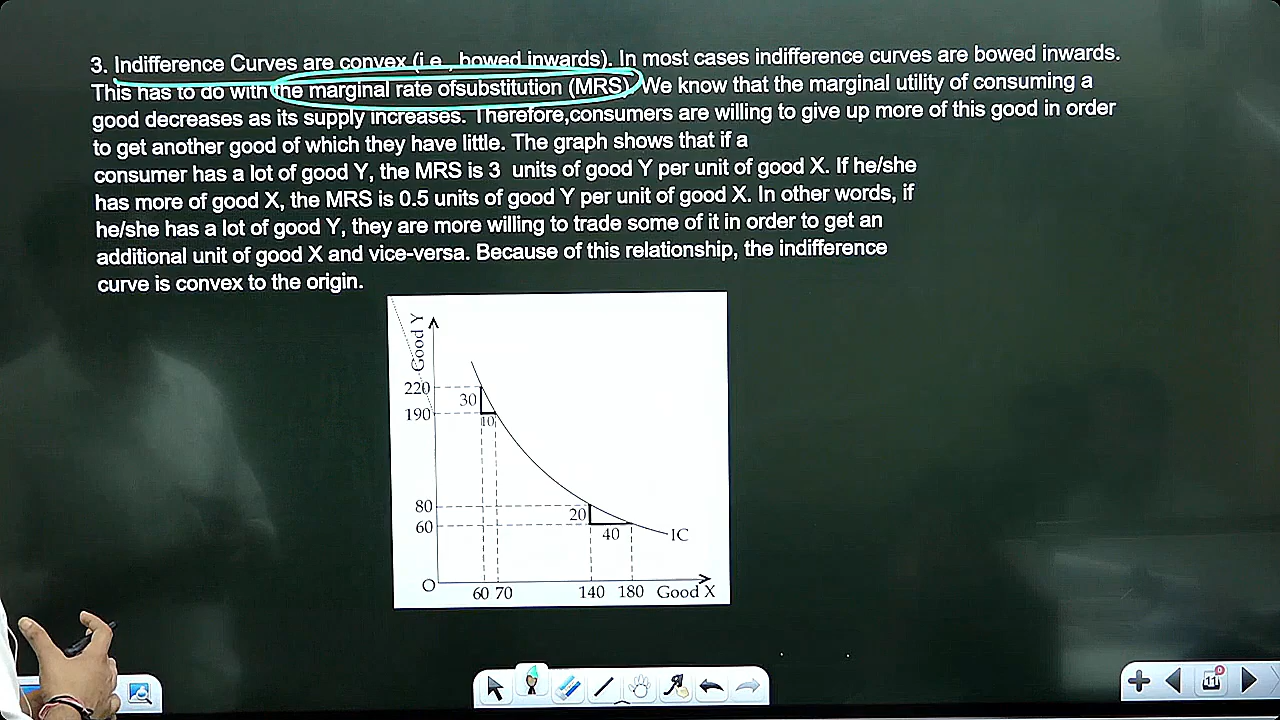 3. Indifference Curves are convex (i.e., bowed inwards). In most cases indifference curves are bowed inwards.
This has to do with the marginal rate ofsubstitution (MRS). We know that the marginal utility of consuming a
good decreases as its supply increases. Therefore,consumers are willing to give up more of this good in order
to get another good of which they have little. The graph shows that if a
consumer has a lot of good Y, the MRS is 3 units of good Y per unit of good X. If he/she
has more of good X, the MRS is 0.5 units of good Y per unit of good X. In other words, if
he/she has a lot of good Y, they are more willing to trade some of it in order to get an
additional unit of good X and vice-versa. Because of this relationship, the indifference
curve is convex to the origin.
Good Y
220
30
190
10
80
20
60
40
IC
O
60 70 140 180 Good X
11